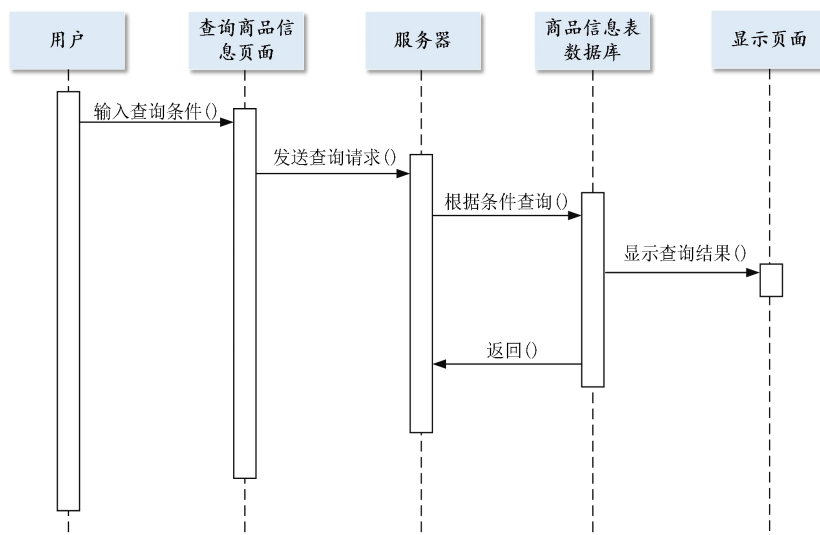 用户
查询商品信
息页面
服务器
商品信息表
数据库
显示页面
输入查询条件()
发送查询请求()
根据条件查询()
显示查询结果()
返回()